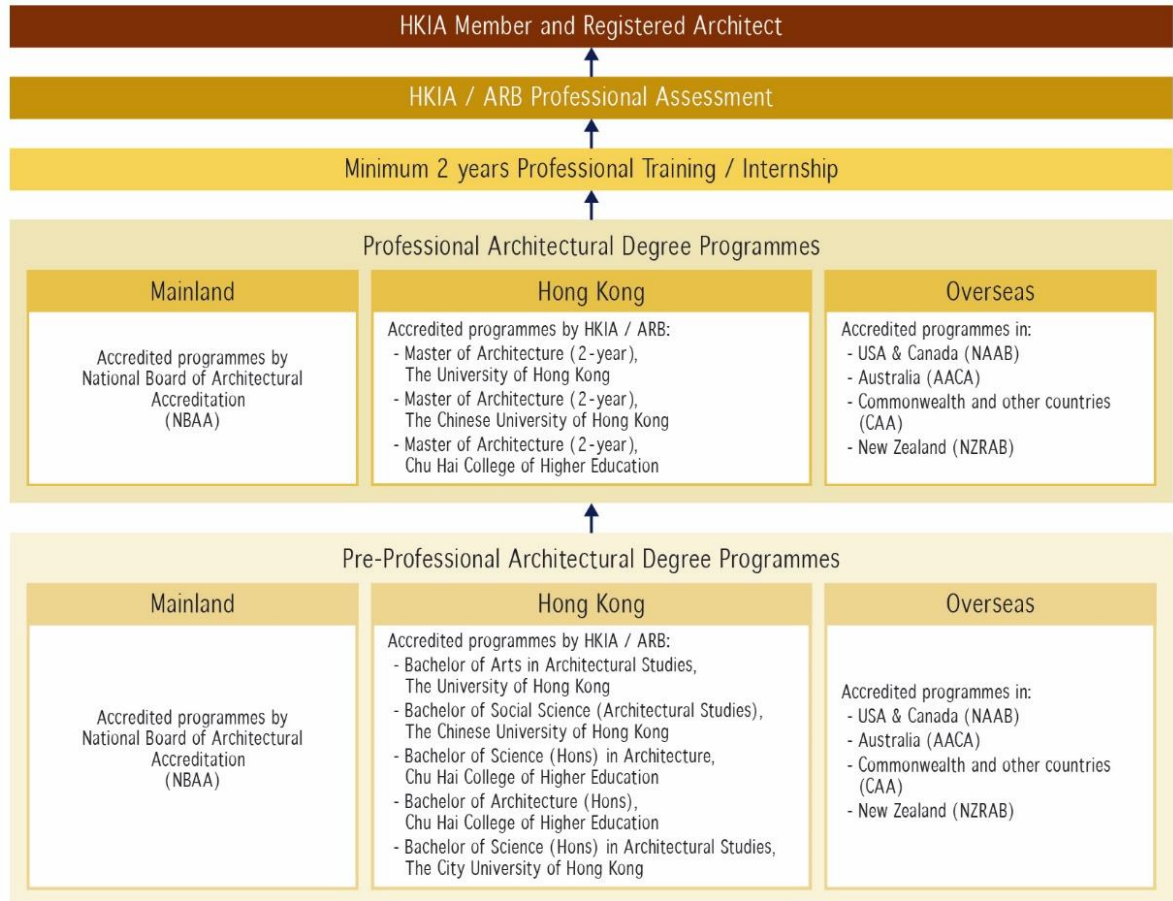 HKIA Member and Registered Architect
HKIA / ARB Professional Assessment
Minimum 2 years Professional Training / Internship
Professional Architectural Degree Programmes
Mainland
Accredited programmes by
National Board of Architectural
Accreditation
(NBAA)
Hong Kong
Accredited programmes by HKIA / ARB:
- Master of Architecture (2-year),
The University of Hong Kong
- Master of Architecture (2-year),
The Chinese University of Hong Kong
- Master of Architecture (2-year),
Chu Hai College of Higher Education
Overseas
Accredited programmes in:
- USA & Canada (NAAB)
- Australia (AACA)
- Commonwealth and other countries
(CAA)
- New Zealand (NZRAB)
Pre-Professional Architectural Degree Programmes
Mainland
Accredited programmes by
National Board of Architectural
Accreditation
(NBAA)
Hong Kong
Accredited programmes by HKIA / ARB:
- Bachelor of Arts in Architectural Studies,
The University of Hong Kong
- Bachelor of Social Science (Architectural Studies),
The Chinese University of Hong Kong
- Bachelor of Science (Hons) in Architecture,
Chu Hai College of Higher Education
- Bachelor of Architecture (Hons),
Chu Hai College of Higher Education
- Bachelor of Science (Hons) in Architectural Studies,
The City University of Hong Kong
Overseas
Accredited programmes in:
- USA & Canada (NAAB)
- Australia (AACA)
- Commonwealth and other countries
(CAA)
- New Zealand (NZRAB)